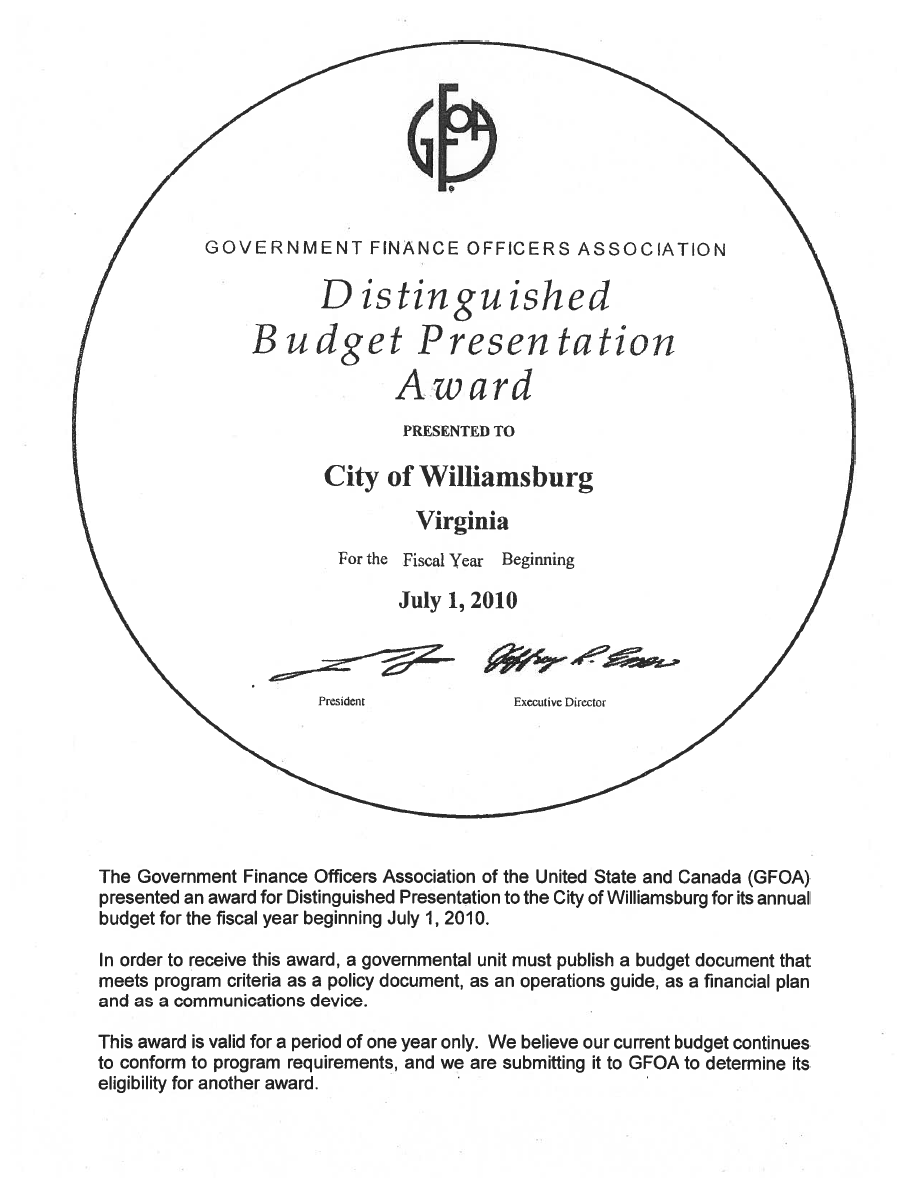 GFOA
GOVERNMENT FINANCE OFFICERS ASSOCIATION
Distinguished
Budget Presentation
Award
PRESENTED TO
City of Williamsburg
Virginia
For the Fiscal Year Beginning
July 1, 2010
Jeffrey R.
President Executive Director
The Government Finance Officers Association of the United State and Canada (GFOA)
presented an award for Distinguished Presentation to the City of Williamsburg for its annual
budget for the fiscal year beginning July 1, 2010.
In order to receive this award, a governmental unit must publish a budget document that
meets program criteria as a policy document, as an operations guide, as a financial plan
and as a communications device.
This award is valid for a period of one year only. We believe our current budget continues
to conform to program requirements, and we are submitting it to GFOA to determine its
eligibility for another award.